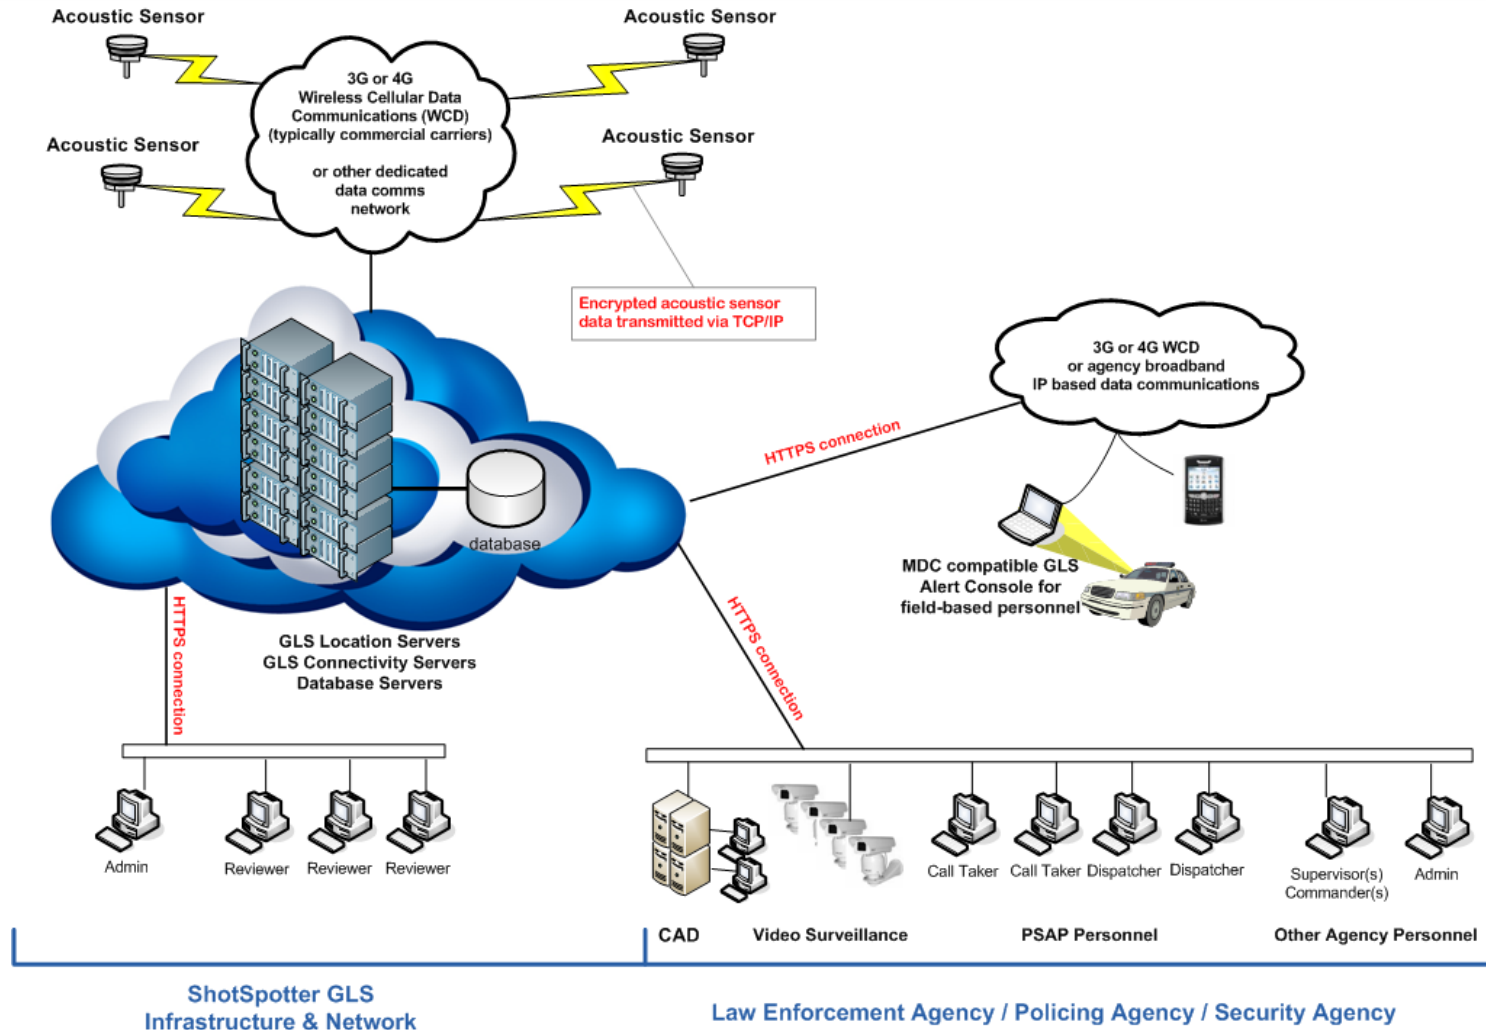 Acoustic Sensor
Acoustic Sensor
3G or 4G
Wireless Cellular Data
Communications (WCD)
(typically commercial carriers)
or other dedicated
data comms
network
Acoustic Sensor
Acoustic Sensor
Encrypted acoustic sensor
data transmitted via TCP/IP
3G or 4G WCD
or agency broadband
IP based data communications
HTTPS connection
database
MDC compatible GLS
Alert Console for
field-based personnel
HTTPS connection
HTTPS connection
GLS Location Servers
GLS Connectivity Servers
Database Servers
Admin
Reviewer
Reviewer
Reviewer
Call Taker
Call Taker
Dispatcher
Dispatcher
Supervisor(s)
Commander(s)
Admin
CAD
Video Surveillance
PSAP Personnel
Other Agency Personnel
ShotSpotter GLS
Infrastructure & Network
Law Enforcement Agency / Policing Agency / Security Agency